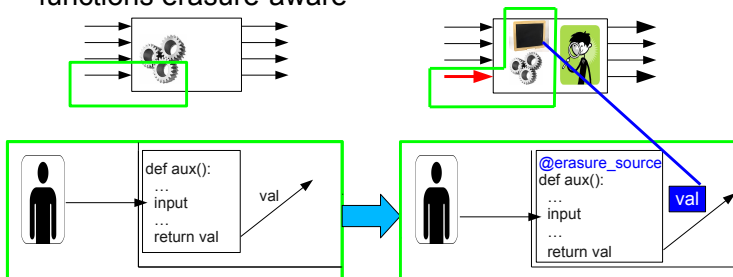 functions erasure-aware
def aux():
…
input
…
return val
val
@erasure_source
def aux():
…
input
…
return val
val